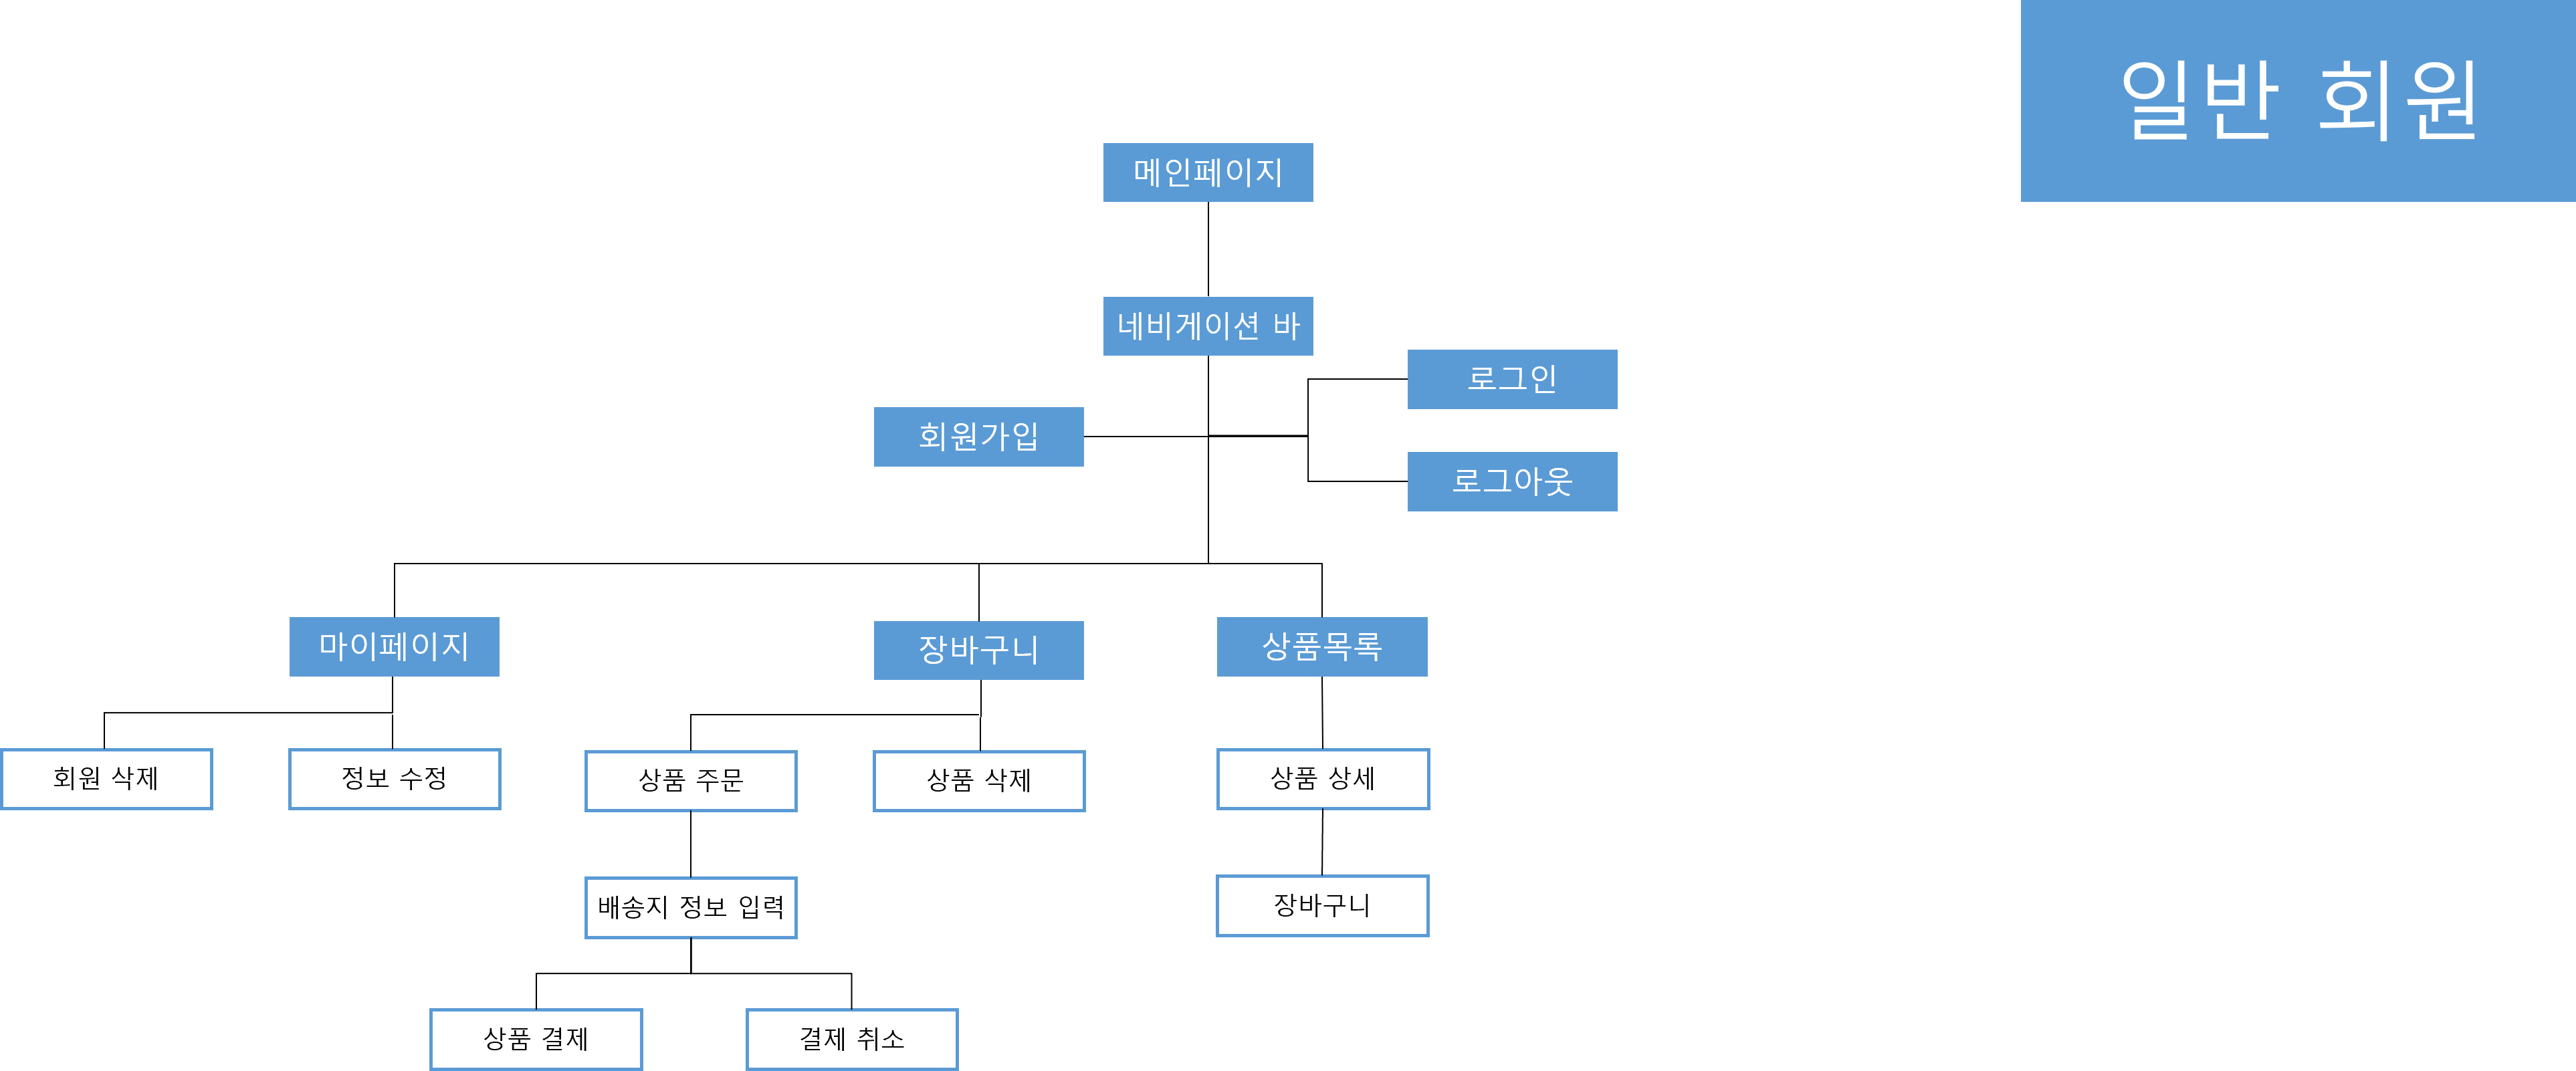 일반 회원
메인페이지
네비게이션 바
로그인
회원가입
로그아웃
마이페이지
장바구니
상품목록
회원 삭제
정보 수정
상품 주문
상품 삭제
상품 상세
배송지 정보 입력
장바구니
상품 결제
결제 취소